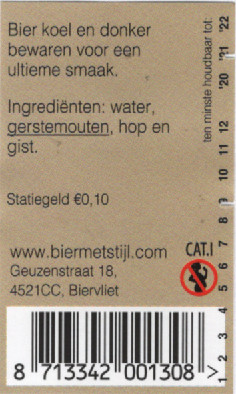 Bier koel en donker
bewaren voor een
ultieme smaak.
Ingrediënten: water,
gerstemouten, hop en
gist.
Statiegeld €0,10
www.biermetstijl.com
Geuzenstraat 18,
4521CC, Biervliet
CAT.I
8 713342 001308 >
ten minste houdbaar tot:
1 2 3 4 5 6 7 8 9 10 11 12 '20 '21 '22